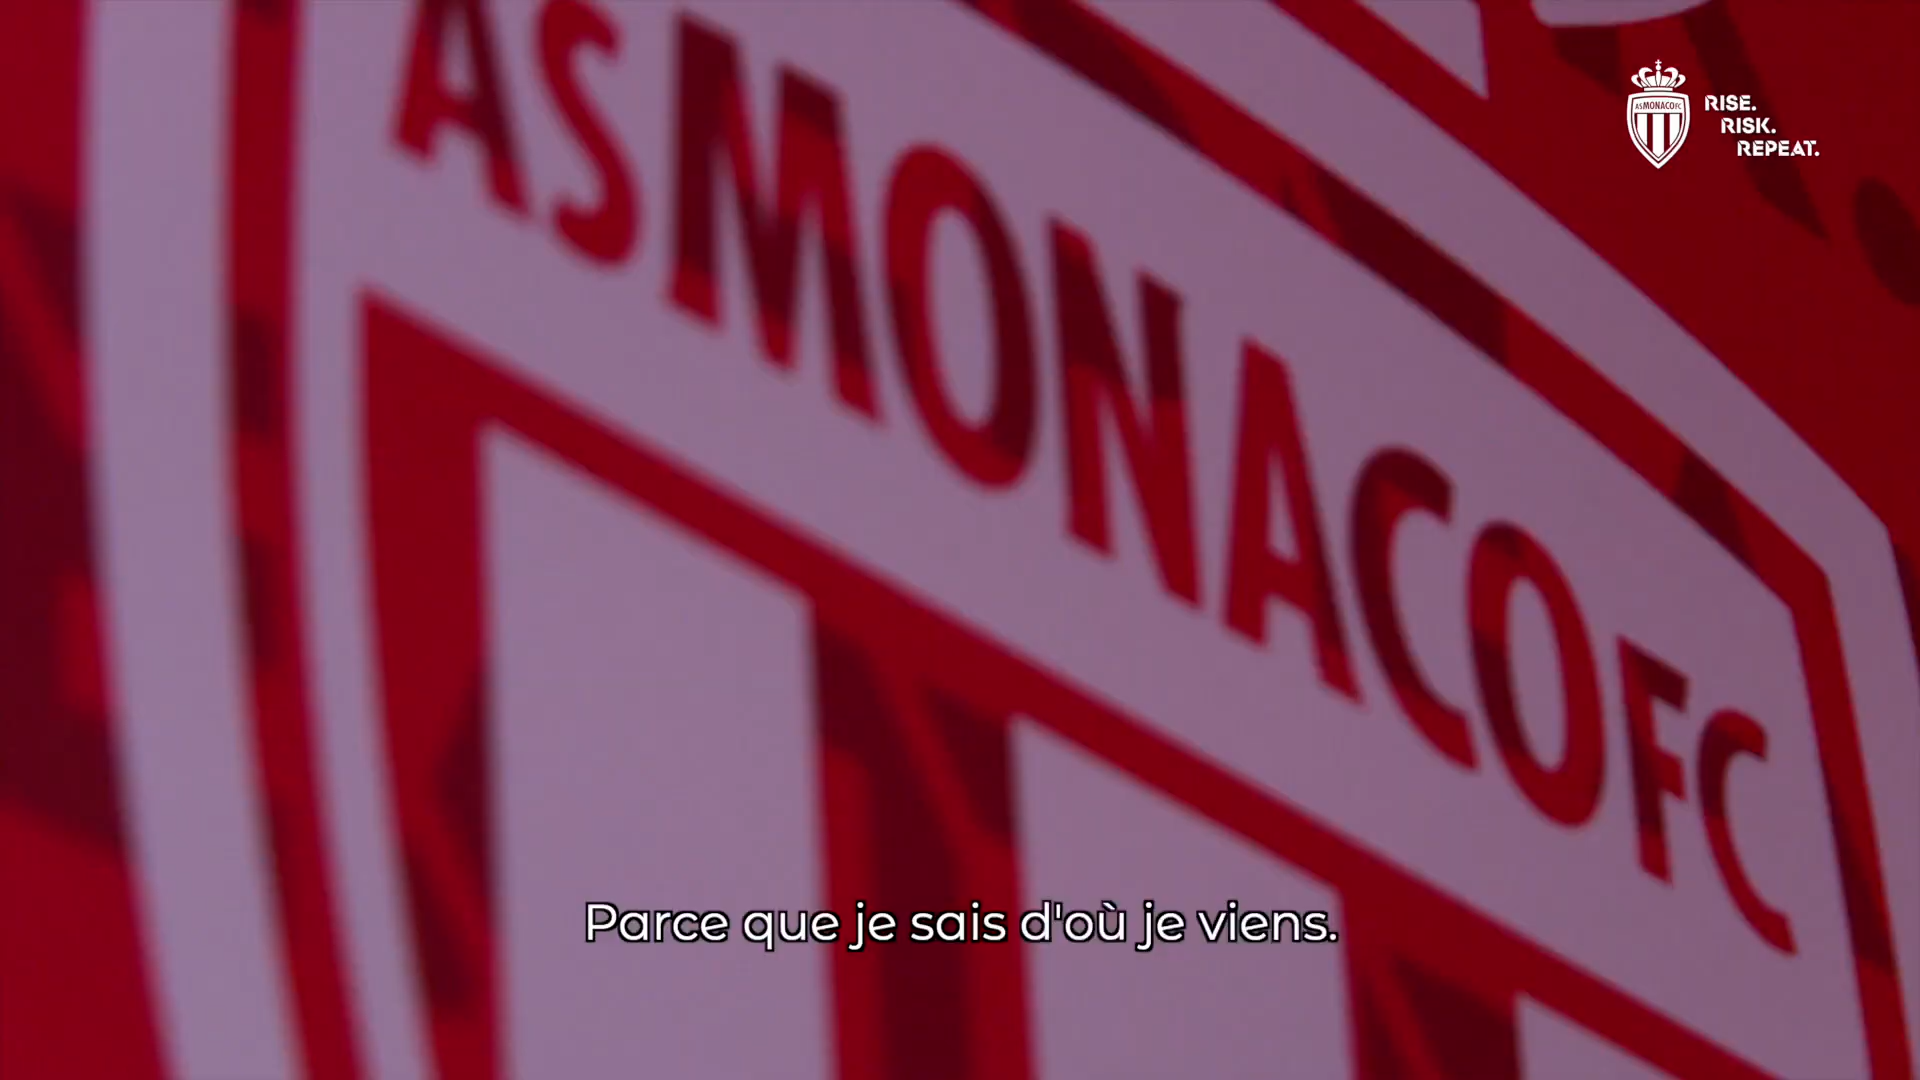 ASMONACOFC
ASMONACOFC
RISE.
RISK.
REPEAT.
Parce que je sais d'où je viens.